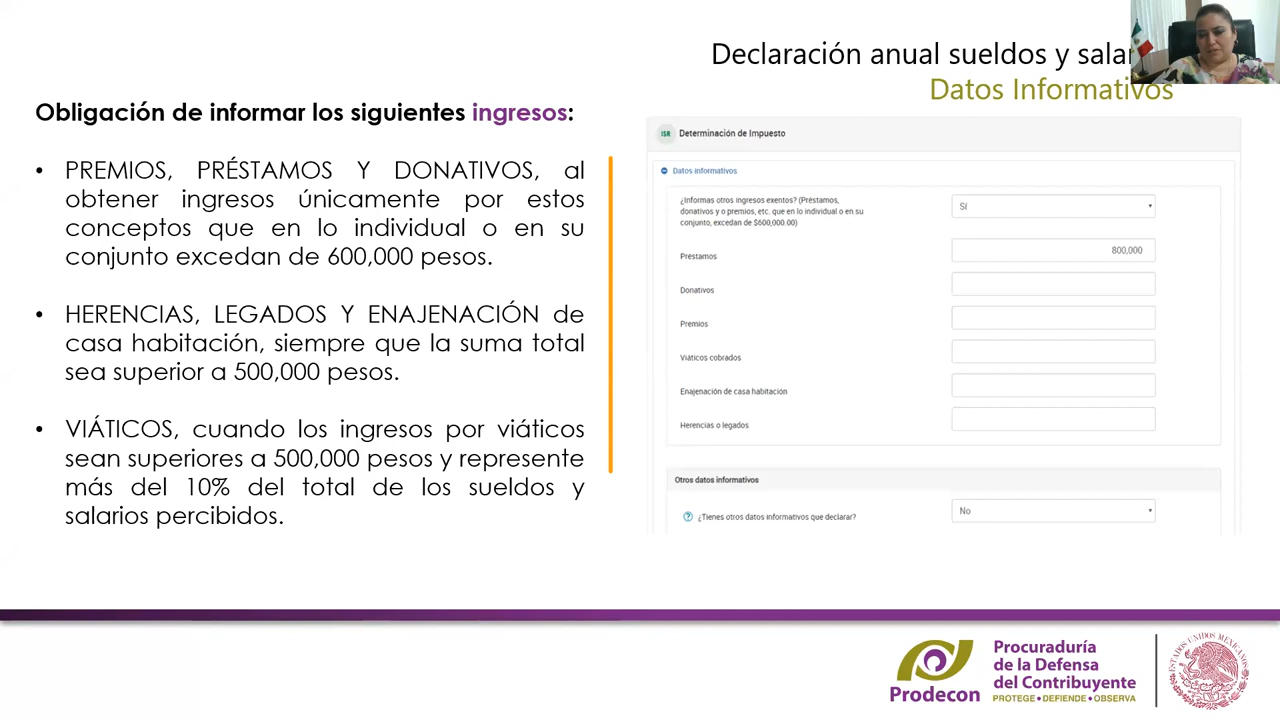 Declaración anual sueldos y salar
Datos Informativos
Obligación de informar los siguientes ingresos:
• PREMIOS, PRÉSTAMOS Y DONATIVOS, al
obtener ingresos únicamente por estos
conceptos que en lo individual o en su
conjunto excedan de 600,000 pesos.
• HERENCIAS, LEGADOS Y ENAJENACIÓN de
casa habitación, siempre que la suma total
sea superior a 500,000 pesos.
• VIÁTICOS, cuando los ingresos por viáticos
sean superiores a 500,000 pesos y represente
más del 10% del total de los sueldos y
salarios percibidos.
ISR Determinación de Impuesto
Datos informativos
¿Informas otros ingresos exentos? (Préstamos,
donativos y o premios, etc. que en lo individual o en su
conjunto, excedan de $600,000.00)
Sí
Préstamos 800,000
Donativos
Premios
Viáticos cobrados
Enajenación de casa habitación
Herencias o legados
Otros datos informativos
? ¿Tienes otros datos informativos que declarar? No
Prodecon
Procuraduría
de la Defensa
del Contribuyente
PROTEGE • DEFIENDE • OBSERVA
ESTADOS UNIDOS MEXICANOS